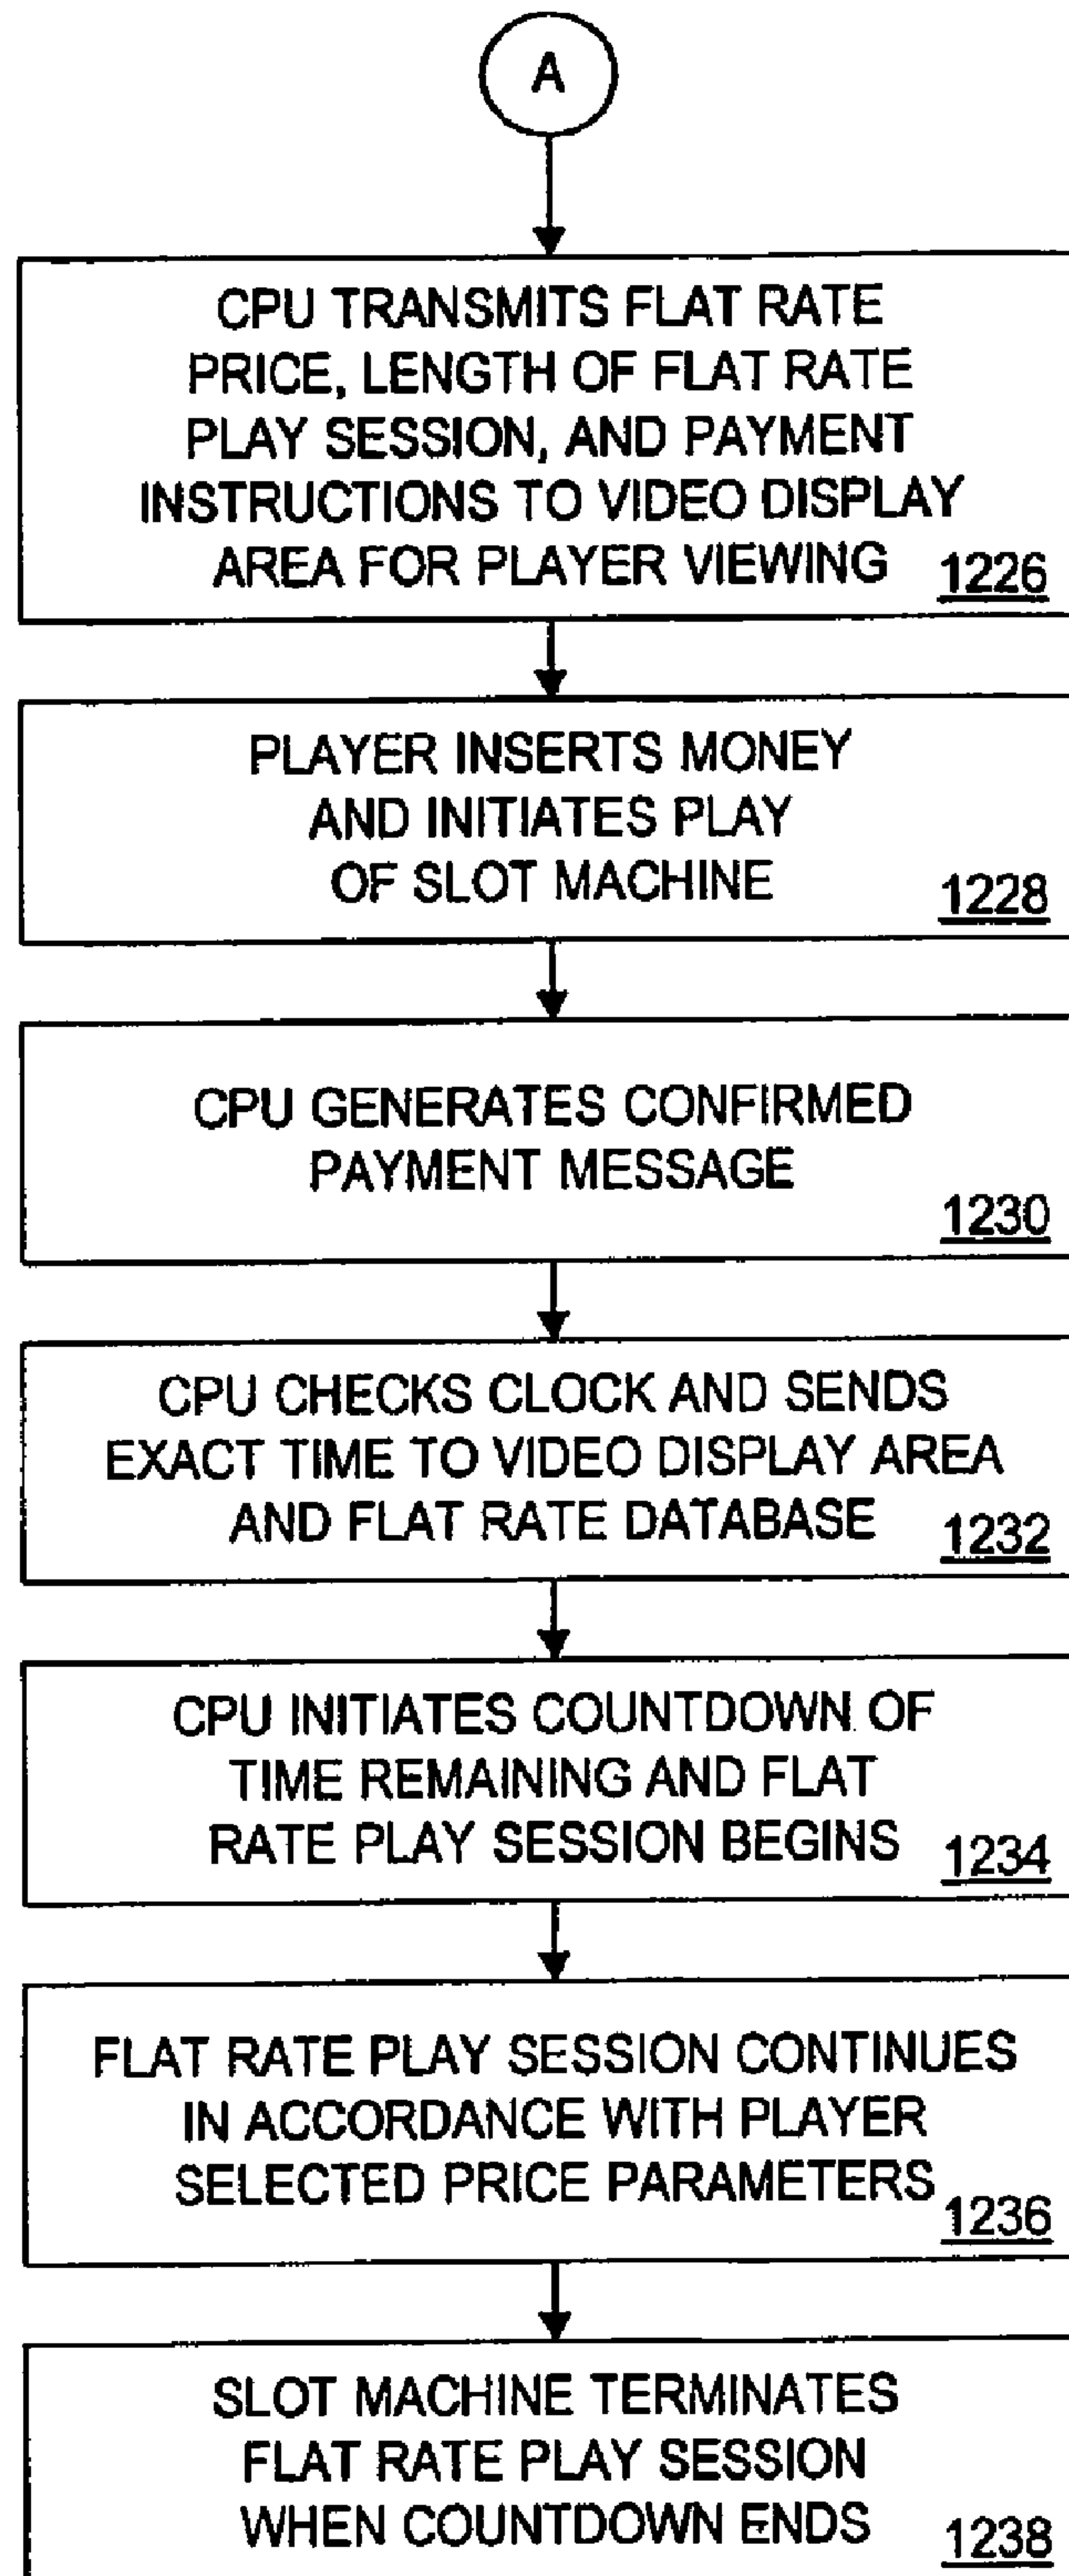 A
CPU TRANSMITS FLAT RATE
PRICE, LENGTH OF FLAT RATE
PLAY SESSION, AND PAYMENT
INSTRUCTIONS TO VIDEO DISPLAY
AREA FOR PLAYER VIEWING 1226
PLAYER INSERTS MONEY
AND INITIATES PLAY
OF SLOT MACHINE 1228
CPU GENERATES CONFIRMED
PAYMENT MESSAGE
1230
CPU CHECKS CLOCK AND SENDS
EXACT TIME TO VIDEO DISPLAY AREA
AND FLAT RATE DATABASE 1232
CPU INITIATES COUNTDOWN OF
TIME REMAINING AND FLAT
RATE PLAY SESSION BEGINS 1234
FLAT RATE PLAY SESSION CONTINUES
IN ACCORDANCE WITH PLAYER
SELECTED PRICE PARAMETERS
1236
SLOT MACHINE TERMINATES
FLAT RATE PLAY SESSION
WHEN COUNTDOWN ENDS 1238